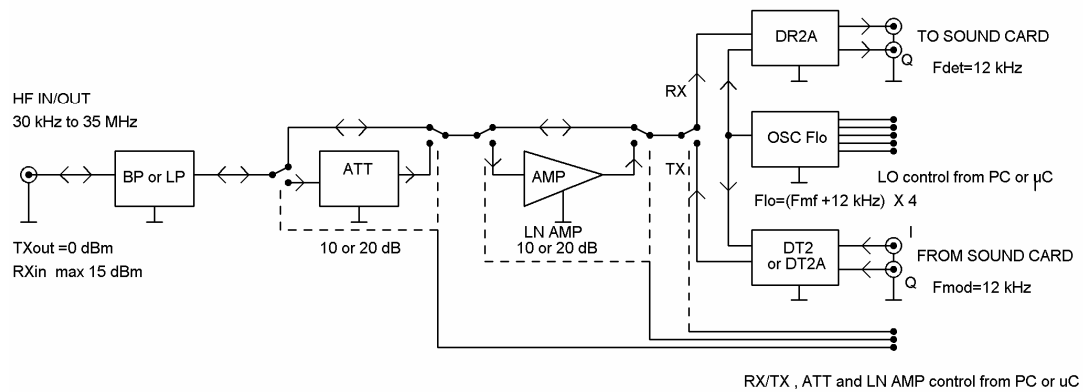 DR2A
TO SOUND CARD
Q
Fdet=12 kHz
RX
HF IN/OUT
30 kHz to 35 MHz
OSC Flo
BP or LP
ATT
AMP
TX
LO control from PC or µC
Flo=(Fmf +12 kHz) X 4
LN AMP
10 or 20 dB
10 or 20 dB
TXout =0 dBm
RXin max 15 dBm
I
DT2
or DT2A
FROM SOUND CARD
Q
Fmod=12 kHz
RX/TX , ATT and LN AMP control from PC or uC